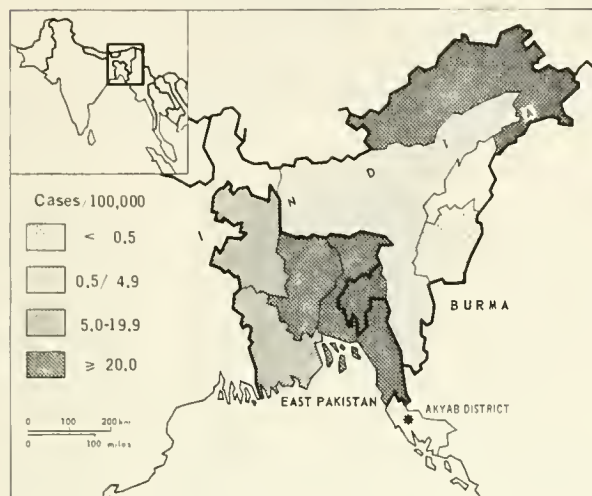 Cases/100,000
< 0.5
0.5/ 4.9
5.0-19.9
≥ 20.0
0 100 200 km
0 100 miles
I N D I A
BURMA
EAST PAKISTAN
AKYAB DISTRICT